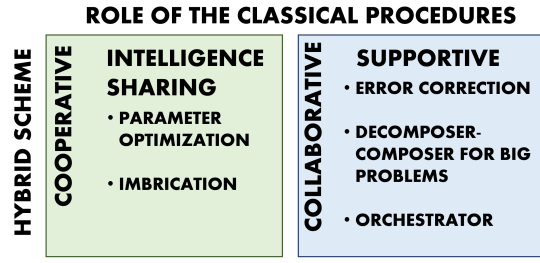 ROLE OF THE CLASSICAL PROCEDURES
HYBRID SCHEME
COOPERATIVE
INTELLIGENCE
SHARING
• PARAMETER
OPTIMIZATION
• IMBRICATION
COLLABORATIVE
SUPPORTIVE
• ERROR CORRECTION
• DECOMPOSER-
COMPOSER FOR BIG
PROBLEMS
• ORCHESTRATOR